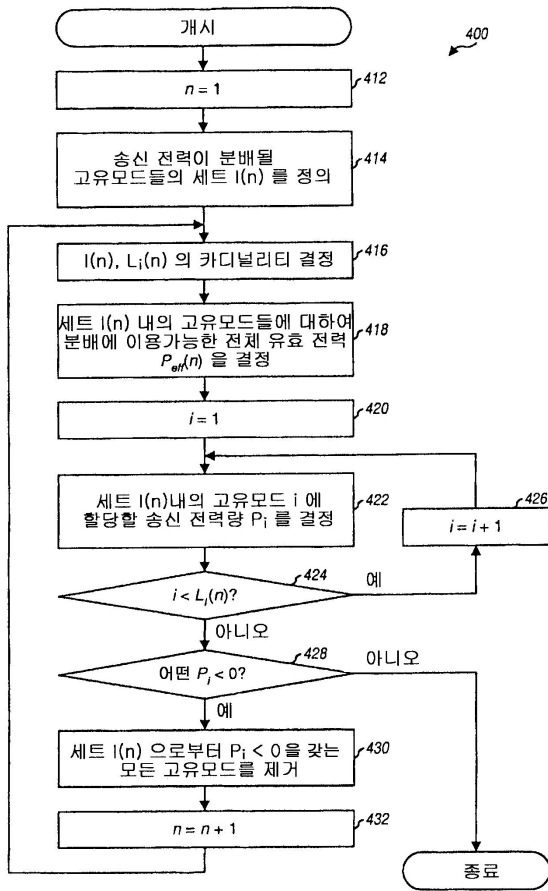 개시
400
n = 1
412
송신 전력이 분배될
고유모드들의 세트 I(n) 를 정의
414
I(n), L_i(n) 의 카디널리티 결정
416
세트 I(n) 내의 고유모드들에 대하여
분배에 이용가능한 전체 유효 전력
P_eff(n) 을 결정
418
i = 1
420
세트 I(n)내의 고유모드 i 에
할당할 송신 전력량 P_i 를 결정
422
426
i = i + 1
424
i < L_i(n)?
예
아니오
428
어떤 P_i < 0?
아니오
예
세트 I(n) 으로부터 P_i < 0 을 갖는
모든 고유모드를 제거
430
n = n + 1
432
종료